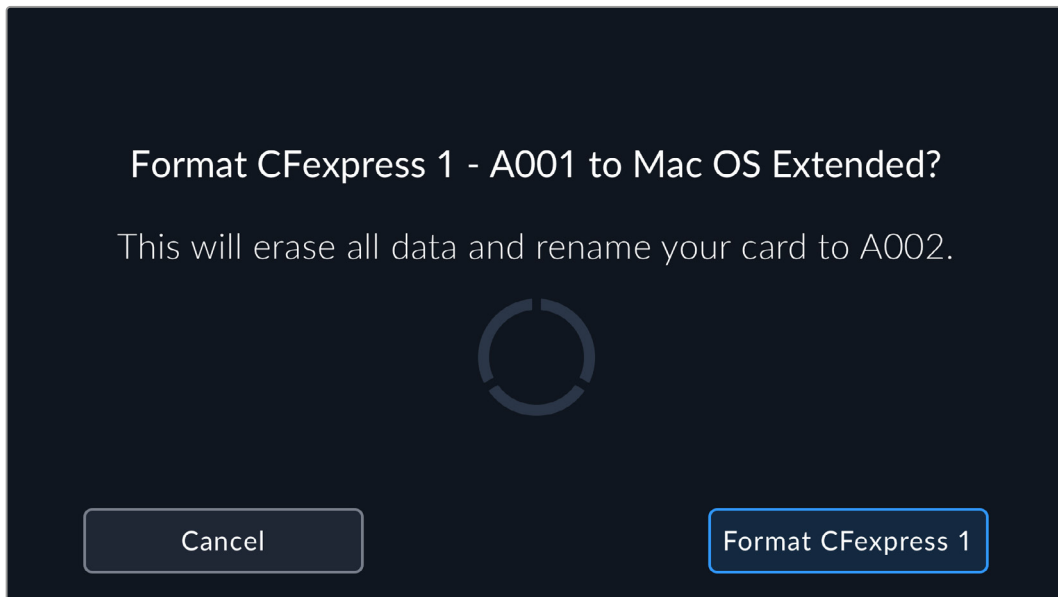 Format CFexpress 1 - A001 to Mac OS Extended?
This will erase all data and rename your card to A002.
Cancel
Format CFexpress 1